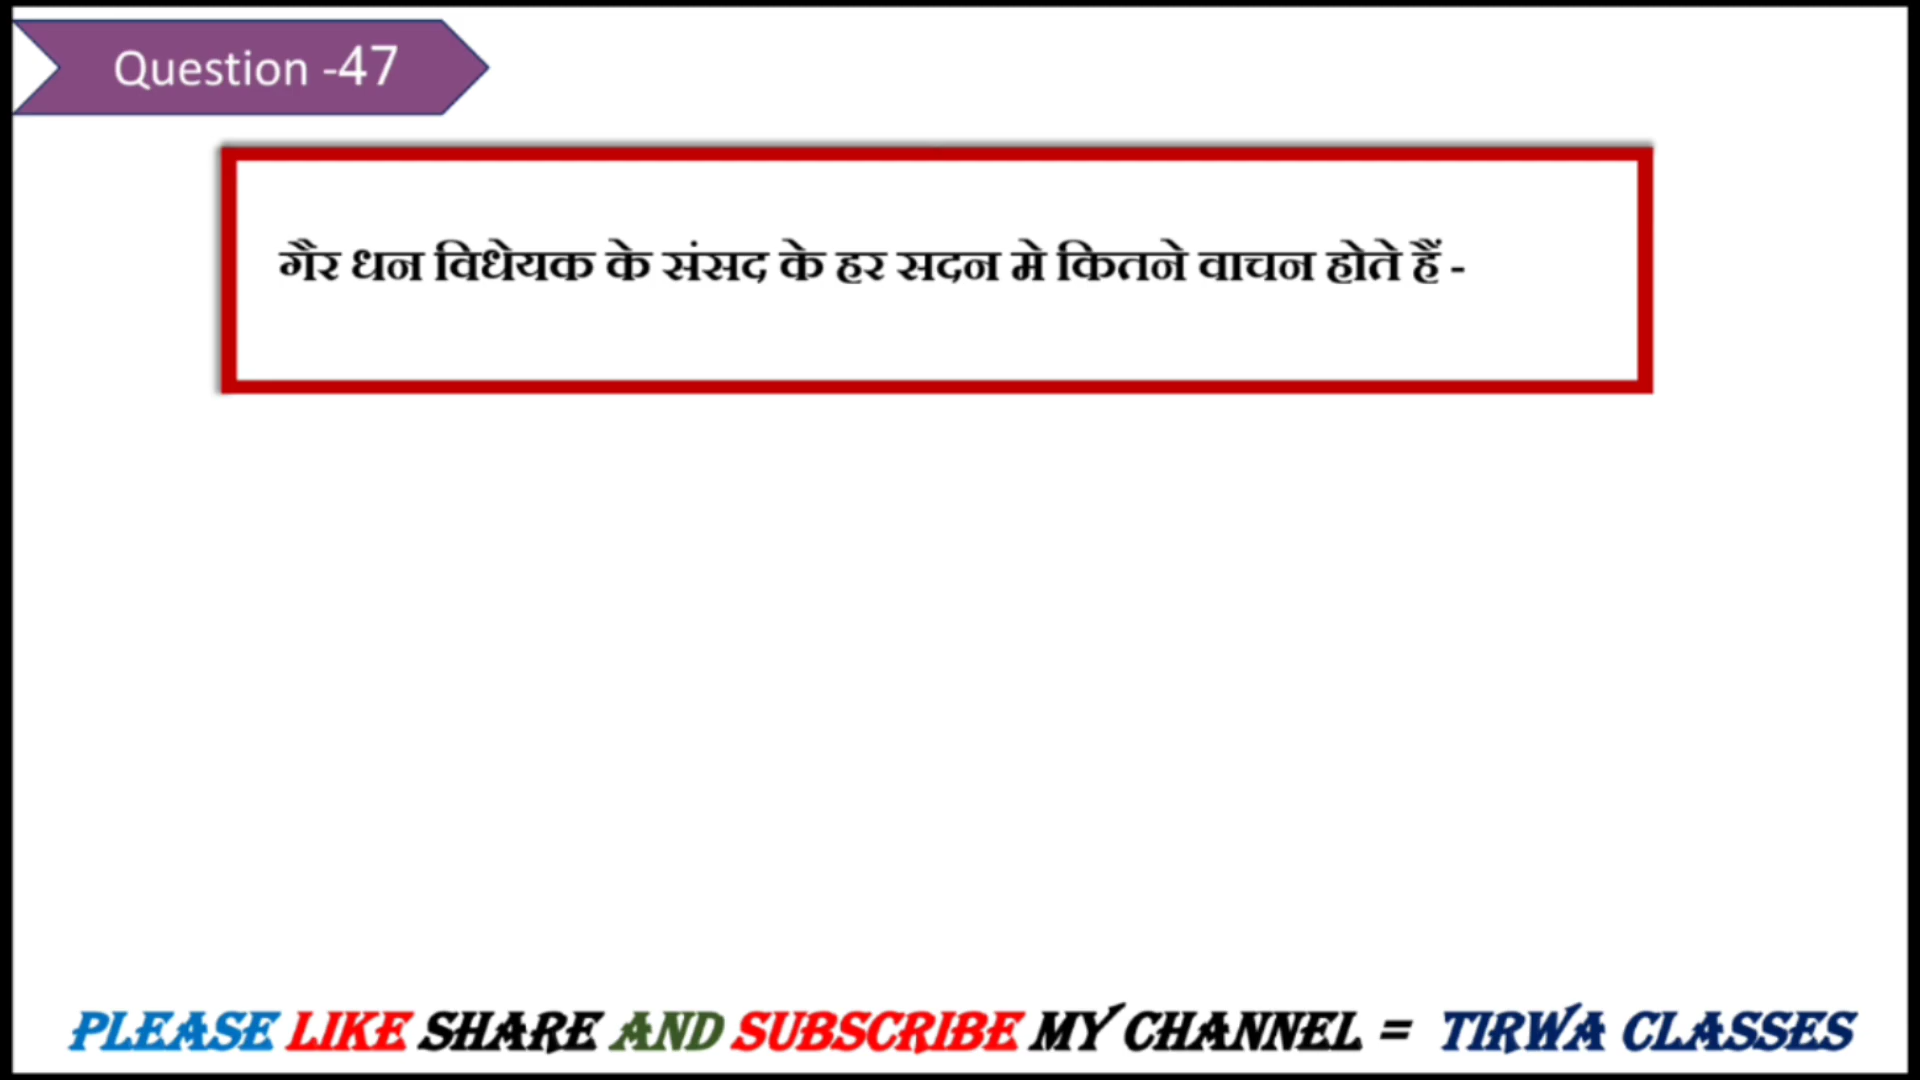 Question -47
गैर धन विधेयक के संसद के हर सदन मे कितने वाचन होते हैं -
PLEASE LIKE SHARE AND SUBSCRIBE MY CHANNEL = TIRWA CLASSES